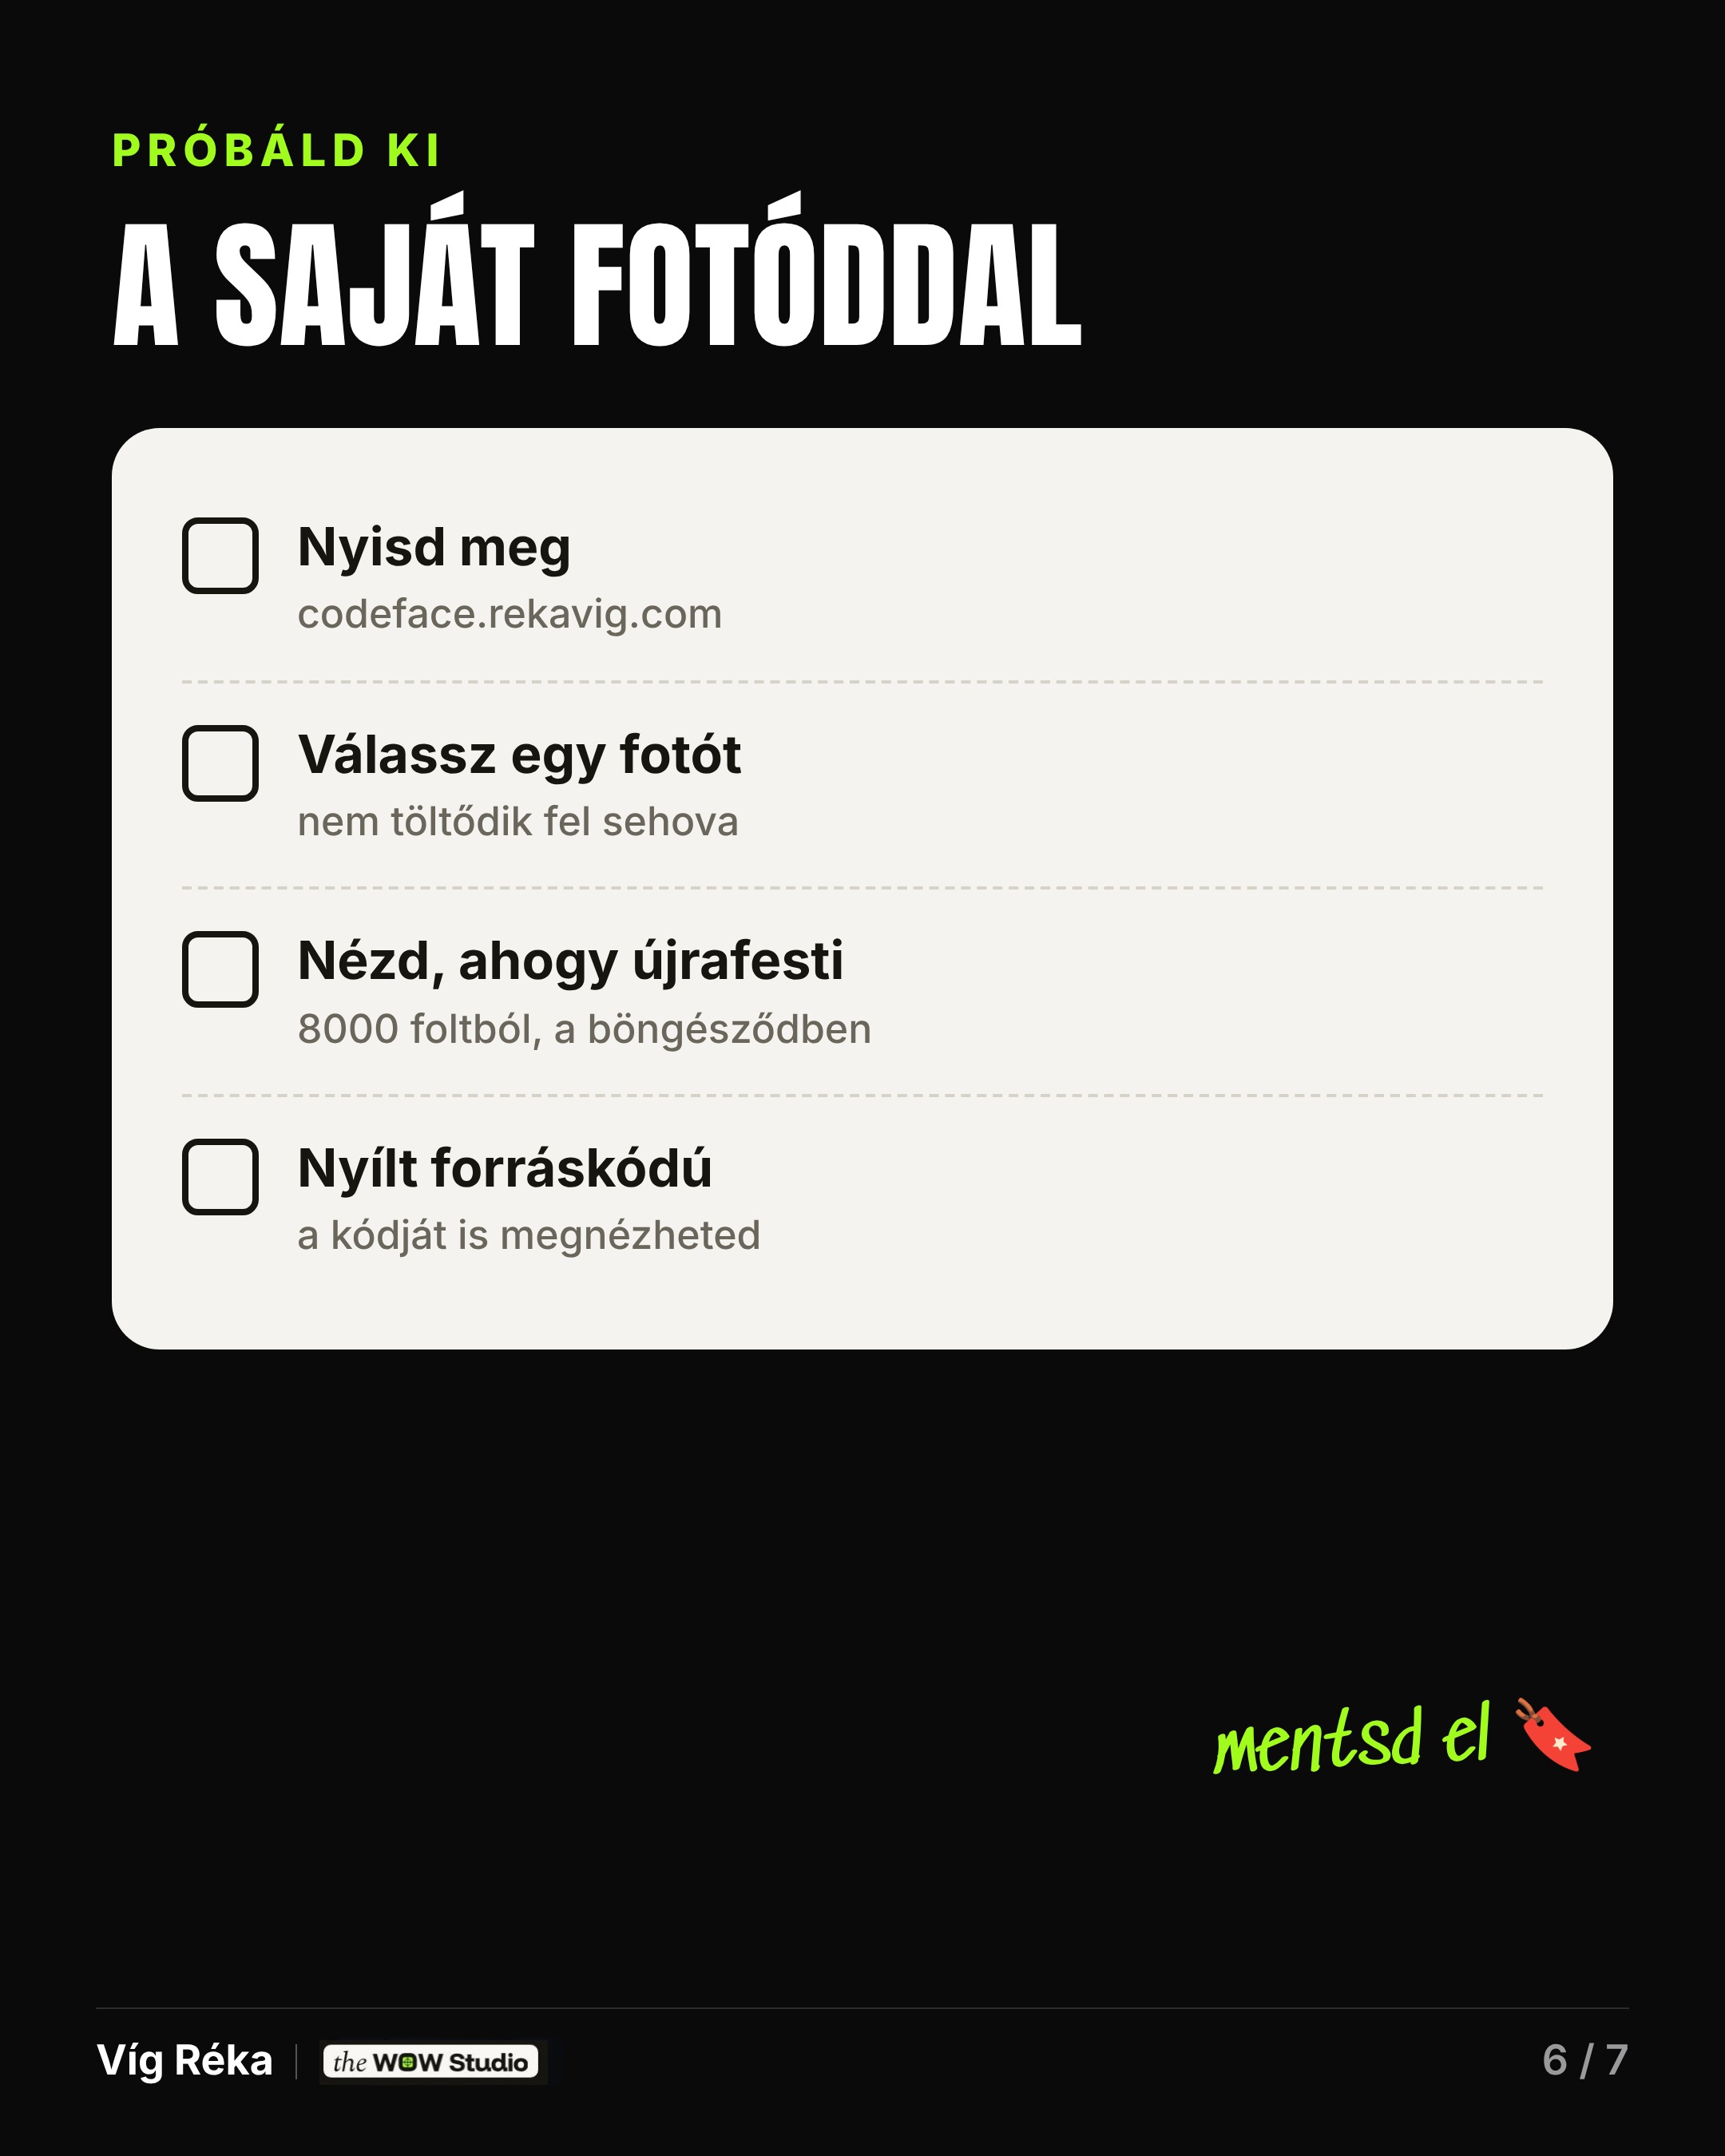 PRÓBÁLD KI
A SAJÁT FOTÓDDAL
Nyisd meg
codeface.rekavig.com
Válassz egy fotót
nem töltődik fel sehova
Nézd, ahogy újrafesti
8000 foltból, a böngésződben
Nyílt forráskódú
a kódját is megnézheted
mentsd el
Víg Réka
the WOW Studio
6 / 7